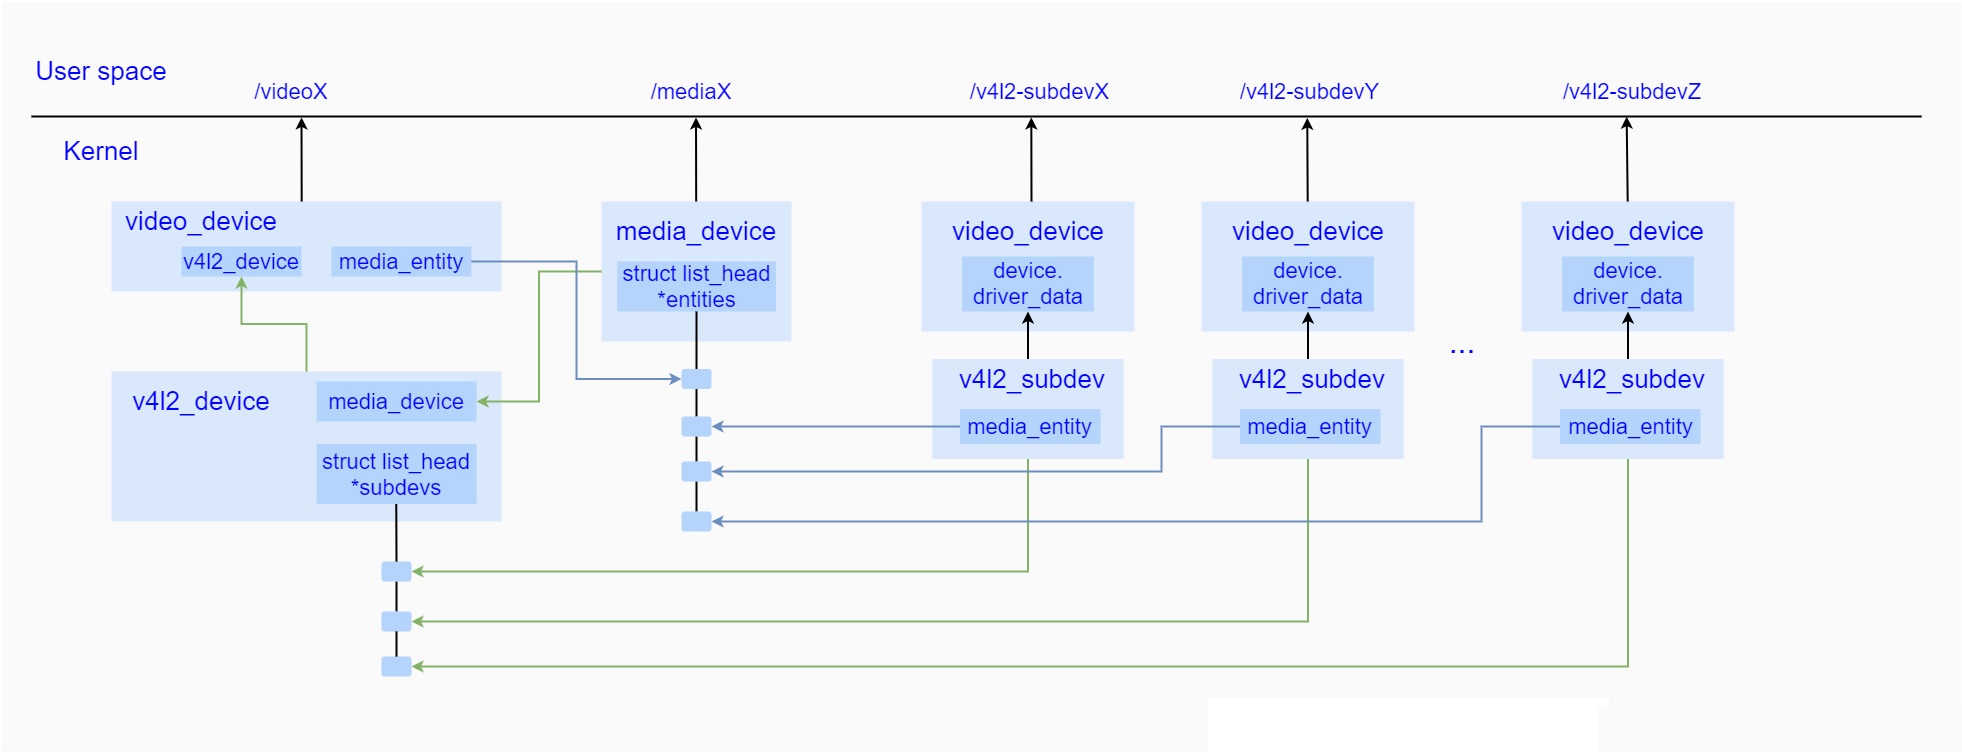 User space
/videoX
/mediaX
/v4l2-subdevX
/v4l2-subdevY
/v4l2-subdevZ
Kernel
video_device
v4l2_device
media_entity
media_device
struct list_head
*entities
video_device
device.
driver_data
video_device
device.
driver_data
video_device
device.
driver_data
...
v4l2_device
media_device
struct list_head
*subdevs
v4l2_subdev
media_entity
v4l2_subdev
media_entity
v4l2_subdev
media_entity